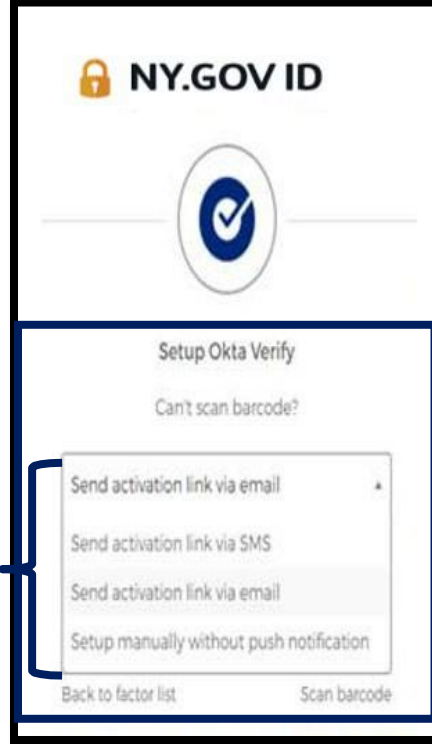 NY.GOV ID
Setup Okta Verify
Can't scan barcode?
Send activation link via email
Send activation link via SMS
Send activation link via email
Setup manually without push notification
Back to factor list
Scan barcode